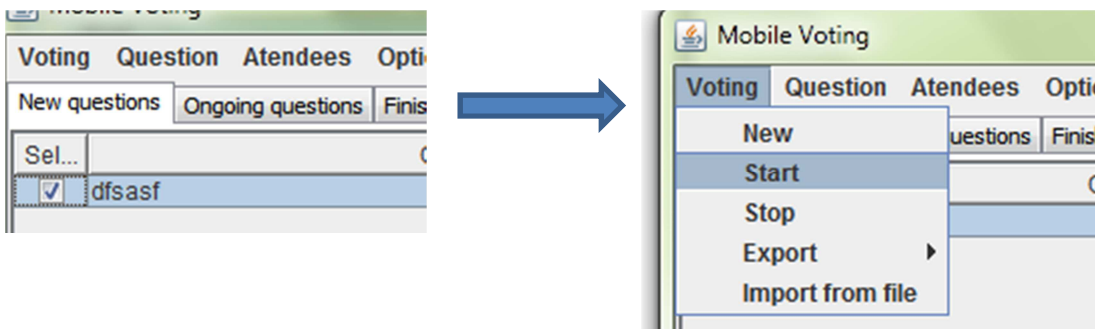 Voting Question Atendees
New questions Ongoing questions
Sel...
dfsasf
Mobile Voting
Voting Question Atendees
New
Start
Stop
Export
Import from file